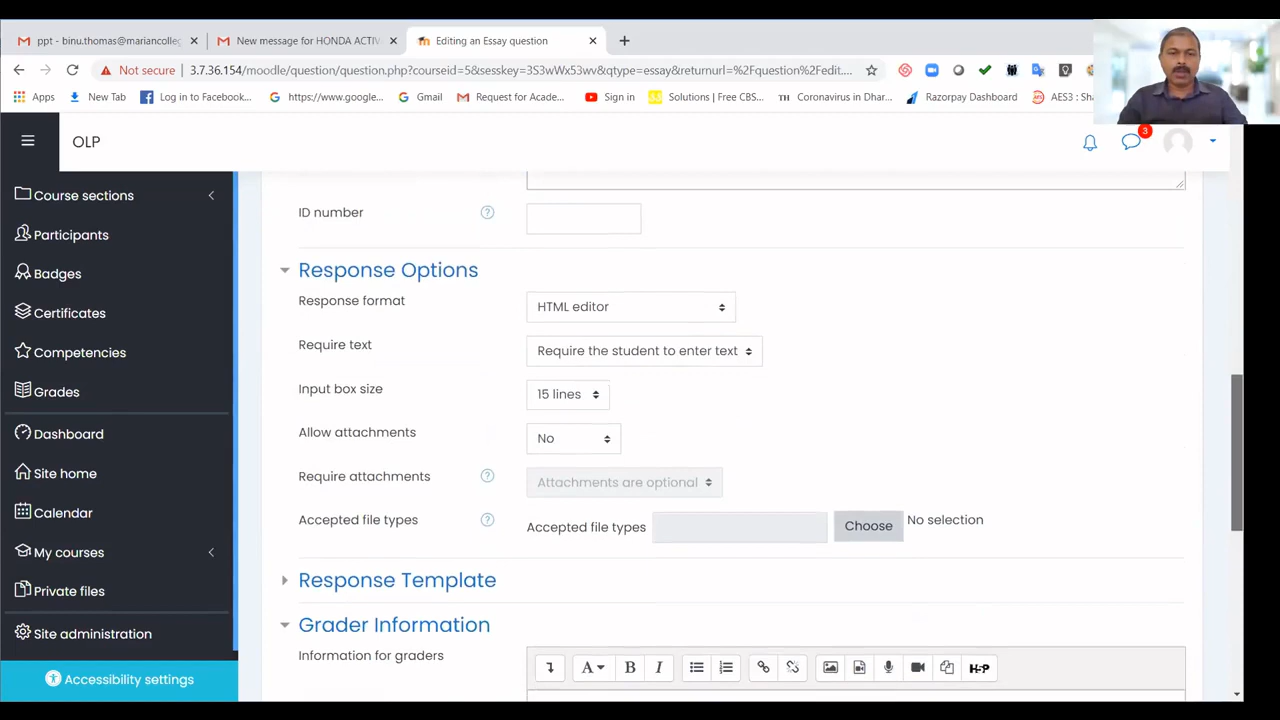 ppt - binu.thomas@mariancolleg
New message for HONDA ACTIV
Editing an Essay question
Not secure
3.7.36.154/moodle/question/question.php?courseid=5&sesskey=3S3wWx53wv&qtype=essay&returnurl=%2Fquestion%2Fedit....
Apps
New Tab
Log in to Facebook...
https://www.google...
Gmail
Request for Acade...
Sign in
Solutions | Free CBS...
TH Coronavirus in Dhar...
Razorpay Dashboard
AES3 : Sha
OLP
3
Course sections
Participants
Badges
Certificates
Competencies
Grades
Dashboard
Site home
Calendar
My courses
Private files
Site administration
Accessibility settings
ID number
Response Options
Response format
HTML editor
Require text
Require the student to enter text
Input box size
15 lines
Allow attachments
No
Require attachments
Attachments are optional
Accepted file types
Accepted file types
Choose
No selection
Response Template
Grader Information
Information for graders
A
B
I
H5P